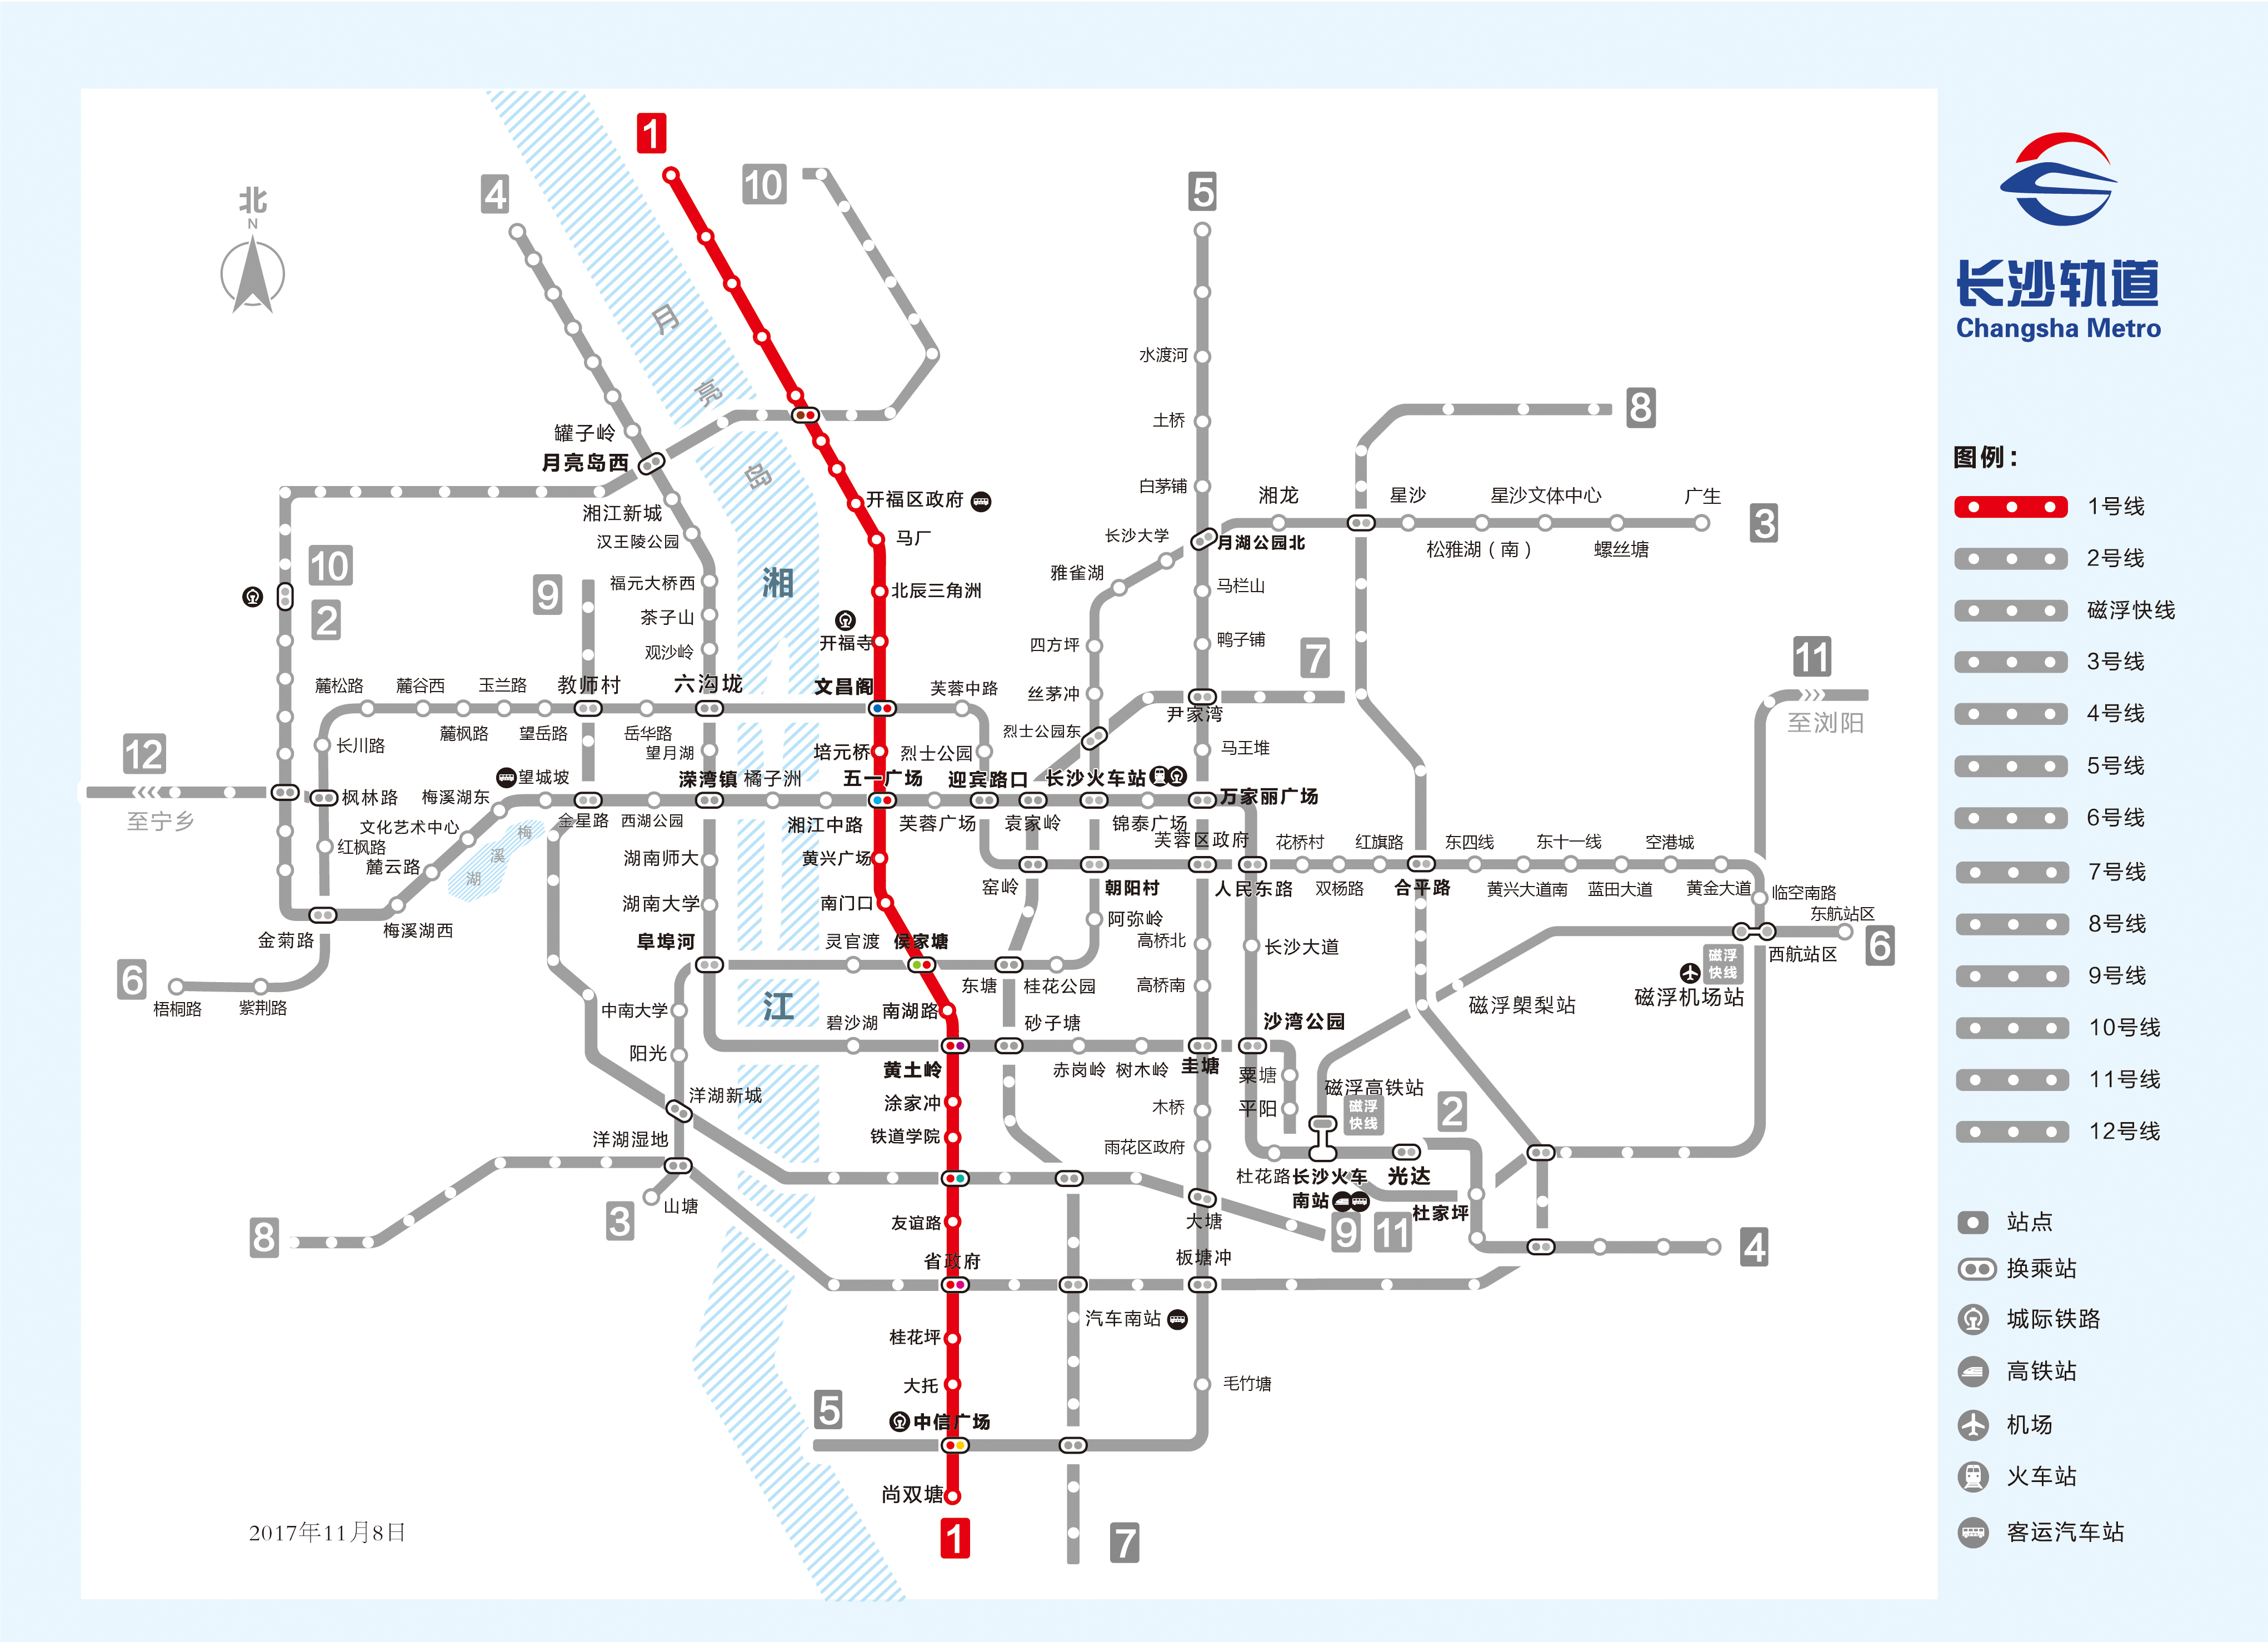 1
10
4
5
北
N
月
亮
岛
水渡河
土桥
8
罐子岭
月亮岛西
白茅铺
湘龙
星沙
星沙文体中心
广生
3
开福区政府
湘江新城
汉王陵公园
马厂
长沙大学
月湖公园北
松雅湖（南）
螺丝塘
10
2
9
福元大桥西
湘
北辰三角洲
雅雀湖
马栏山
茶子山
开福寺
四方坪
鸭子铺
观沙岭
7
11
至浏阳
麓松路
麓谷西
玉兰路
教师村
六沟垅
文昌阁
芙蓉中路
丝茅冲
尹家湾
麓枫路
望岳路
岳华路
烈士公园东
长川路
望月湖
培元桥
烈士公园
马王堆
12
至宁乡
望城坡
溁湾镇
橘子洲
五一广场
迎宾路口
长沙火车站
万家丽广场
枫林路
梅溪湖东
金星路
西湖公园
湘江中路
芙蓉广场
袁家岭
锦泰广场
文化艺术中心
梅
溪
湖
红枫路
麓云路
湖南师大
黄兴广场
芙蓉区政府
花桥村
红旗路
东四线
东十一线
空港城
窑岭
朝阳村
人民东路
双杨路
合平路
黄兴大道南
蓝田大道
黄金大道
临空南路
湖南大学
南门口
阿弥岭
东航站区
金菊路
梅溪湖西
阜埠河
灵官渡
侯家塘
高桥北
长沙大道
6
西航站区
磁浮
快线
磁浮机场站
6
梧桐路
紫荆路
东塘
桂花公园
高桥南
磁浮㮾梨站
中南大学
江
南湖路
碧沙湖
砂子塘
沙湾公园
阳光
黄土岭
赤岗岭
树木岭
圭塘
粟塘
磁浮高铁站
洋湖新城
涂家冲
木桥
平阳
磁浮
快线
2
洋湖湿地
铁道学院
雨花区政府
杜花路
长沙火车
南站
光达
杜家坪
3
山塘
友谊路
大塘
9
11
8
省政府
板塘冲
4
桂花坪
汽车南站
大托
毛竹塘
5
中信广场
尚双塘
1
7
2017年11月8日
长沙轨道
Changsha Metro
图例：
1号线
2号线
磁浮快线
3号线
4号线
5号线
6号线
7号线
8号线
9号线
10号线
11号线
12号线
站点
换乘站
城际铁路
高铁站
机场
火车站
客运汽车站